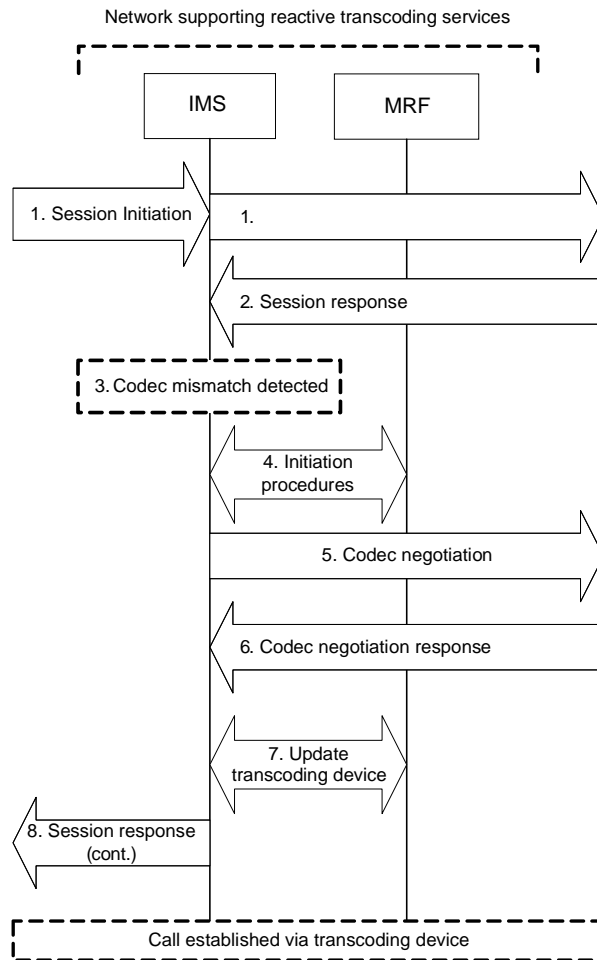 Network supporting reactive transcoding services
IMS
MRF
1. Session Initiation
1.
2. Session response
3. Codec mismatch detected
4. Initiation
procedures
5. Codec negotiation
6. Codec negotiation response
7. Update
transcoding device
8. Session response
(cont.)
Call established via transcoding device